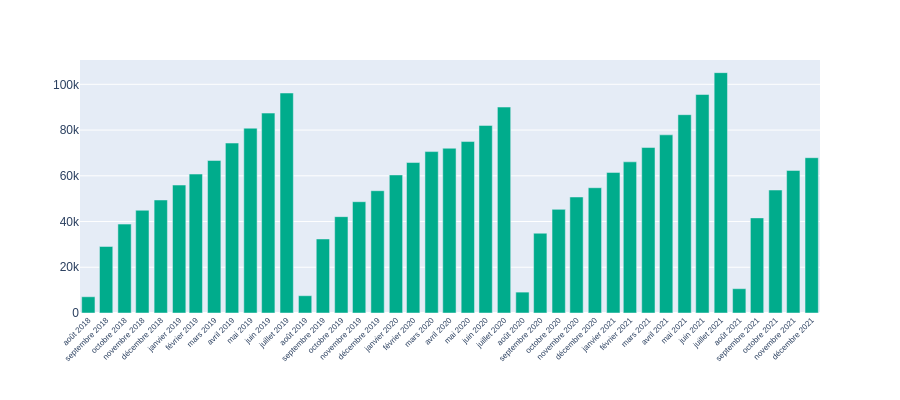 100k
80k
60k
40k
20k
0
août 2018
septembre 2018
octobre 2018
novembre 2018
décembre 2018
janvier 2019
février 2019
mars 2019
avril 2019
mai 2019
juin 2019
juillet 2019
août 2019
septembre 2019
octobre 2019
novembre 2019
décembre 2019
janvier 2020
février 2020
mars 2020
avril 2020
mai 2020
juin 2020
juillet 2020
août 2020
septembre 2020
octobre 2020
novembre 2020
décembre 2020
janvier 2021
février 2021
mars 2021
avril 2021
mai 2021
juin 2021
juillet 2021
août 2021
septembre 2021
octobre 2021
novembre 2021
décembre 2021